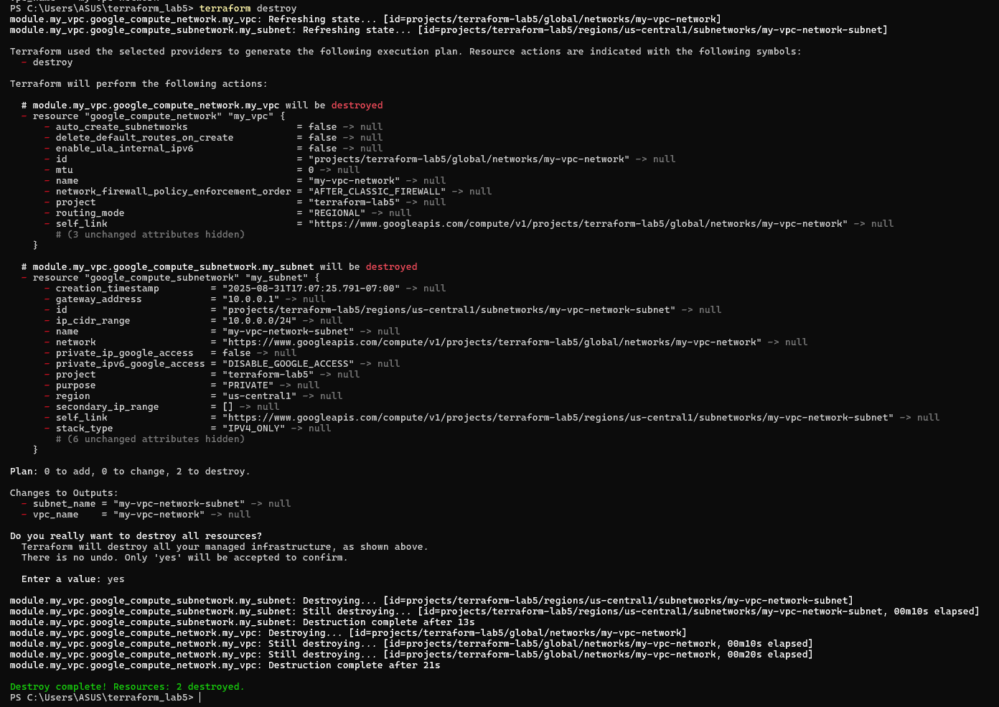 PS C:\Users\ASUS\terraform_lab5> terraform destroy
module.my_vpc.google_compute_network.my_vpc: Refreshing state... [id=projects/terraform-lab5/global/networks/my-vpc-network]
module.my_vpc.google_compute_subnetwork.my_subnet: Refreshing state... [id=projects/terraform-lab5/regions/us-central1/subnetworks/my-vpc-network-subnet]

Terraform used the selected providers to generate the following execution plan. Resource actions are indicated with the following symbols:
  - destroy

Terraform will perform the following actions:

  # module.my_vpc.google_compute_network.my_vpc will be destroyed
  - resource "google_compute_network" "my_vpc" {
      - auto_create_subnetworks                   = false -> null
      - delete_default_routes_on_create           = false -> null
      - enable_ula_internal_ipv6                  = false -> null
      - id                                        = "projects/terraform-lab5/global/networks/my-vpc-network" -> null
      - mtu                                       = 0 -> null
      - name                                      = "my-vpc-network" -> null
      - network_firewall_policy_enforcement_order = "AFTER_CLASSIC_FIREWALL" -> null
      - project                                   = "terraform-lab5" -> null
      - routing_mode                              = "REGIONAL" -> null
      - self_link                                 = "https://www.googleapis.com/compute/v1/projects/terraform-lab5/global/networks/my-vpc-network" -> null
        # (3 unchanged attributes hidden)
    }

  # module.my_vpc.google_compute_subnetwork.my_subnet will be destroyed
  - resource "google_compute_subnetwork" "my_subnet" {
      - creation_timestamp         = "2025-08-31T17:07:25.791-07:00" -> null
      - gateway_address            = "10.0.0.1" -> null
      - id                         = "projects/terraform-lab5/regions/us-central1/subnetworks/my-vpc-network-subnet" -> null
      - ip_cidr_range              = "10.0.0.0/24" -> null
      - name                       = "my-vpc-network-subnet" -> null
      - network                    = "https://www.googleapis.com/compute/v1/projects/terraform-lab5/global/networks/my-vpc-network" -> null
      - private_ip_google_access   = false -> null
      - private_ipv6_google_access = "DISABLE_GOOGLE_ACCESS" -> null
      - project                    = "terraform-lab5" -> null
      - purpose                    = "PRIVATE" -> null
      - region                     = "us-central1" -> null
      - secondary_ip_range         = [] -> null
      - self_link                  = "https://www.googleapis.com/compute/v1/projects/terraform-lab5/regions/us-central1/subnetworks/my-vpc-network-subnet" -> null
      - stack_type                 = "IPV4_ONLY" -> null
        # (6 unchanged attributes hidden)
    }

Plan: 0 to add, 0 to change, 2 to destroy.

Changes to Outputs:
  - subnet_name = "my-vpc-network-subnet" -> null
  - vpc_name    = "my-vpc-network" -> null

Do you really want to destroy all resources?
  Terraform will destroy all your managed infrastructure, as shown above.
  There is no undo. Only 'yes' will be accepted to confirm.

  Enter a value: yes

module.my_vpc.google_compute_subnetwork.my_subnet: Destroying... [id=projects/terraform-lab5/regions/us-central1/subnetworks/my-vpc-network-subnet]
module.my_vpc.google_compute_subnetwork.my_subnet: Still destroying... [id=projects/terraform-lab5/regions/us-central1/subnetworks/my-vpc-network-subnet, 00m10s elapsed]
module.my_vpc.google_compute_subnetwork.my_subnet: Destruction complete after 13s
module.my_vpc.google_compute_network.my_vpc: Destroying... [id=projects/terraform-lab5/global/networks/my-vpc-network]
module.my_vpc.google_compute_network.my_vpc: Still destroying... [id=projects/terraform-lab5/global/networks/my-vpc-network, 00m10s elapsed]
module.my_vpc.google_compute_network.my_vpc: Still destroying... [id=projects/terraform-lab5/global/networks/my-vpc-network, 00m20s elapsed]
module.my_vpc.google_compute_network.my_vpc: Destruction complete after 21s

Destroy complete! Resources: 2 destroyed.
PS C:\Users\ASUS\terraform_lab5>